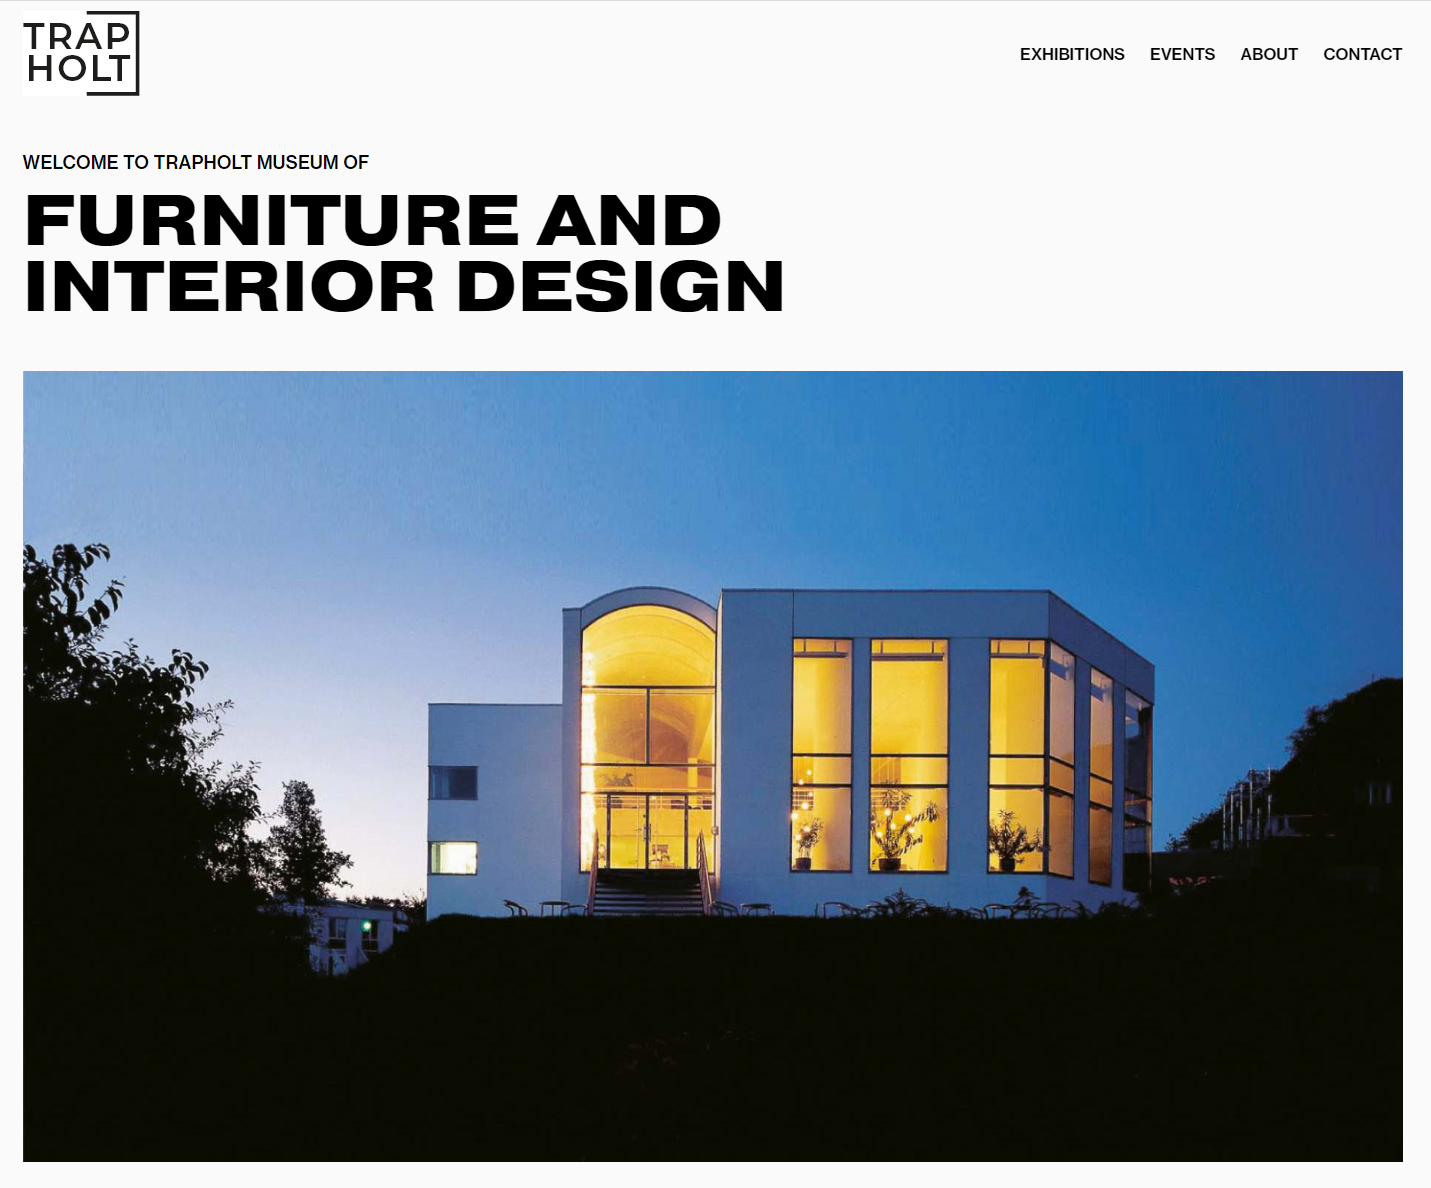 TRAP
HOLT
EXHIBITIONS EVENTS ABOUT CONTACT
WELCOME TO TRAPHOLT MUSEUM OF
FURNITURE AND
INTERIOR DESIGN